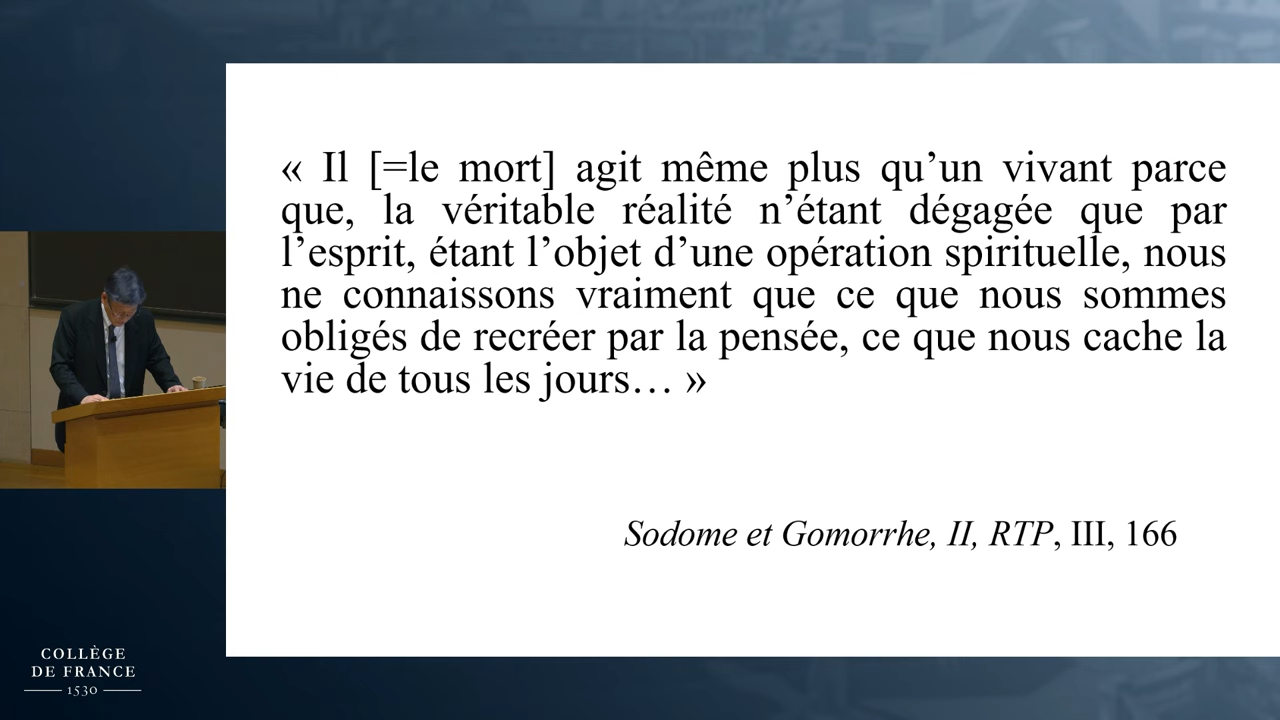 « Il [=le mort] agit même plus qu’un vivant parce
que, la véritable réalité n’étant dégagée que par
l’esprit, étant l’objet d’une opération spirituelle, nous
ne connaissons vraiment que ce que nous sommes
obligés de recréer par la pensée, ce que nous cache la
vie de tous les jours… »
Sodome et Gomorrhe, II, RTP, III, 166
COLLÈGE
DE FRANCE
1530